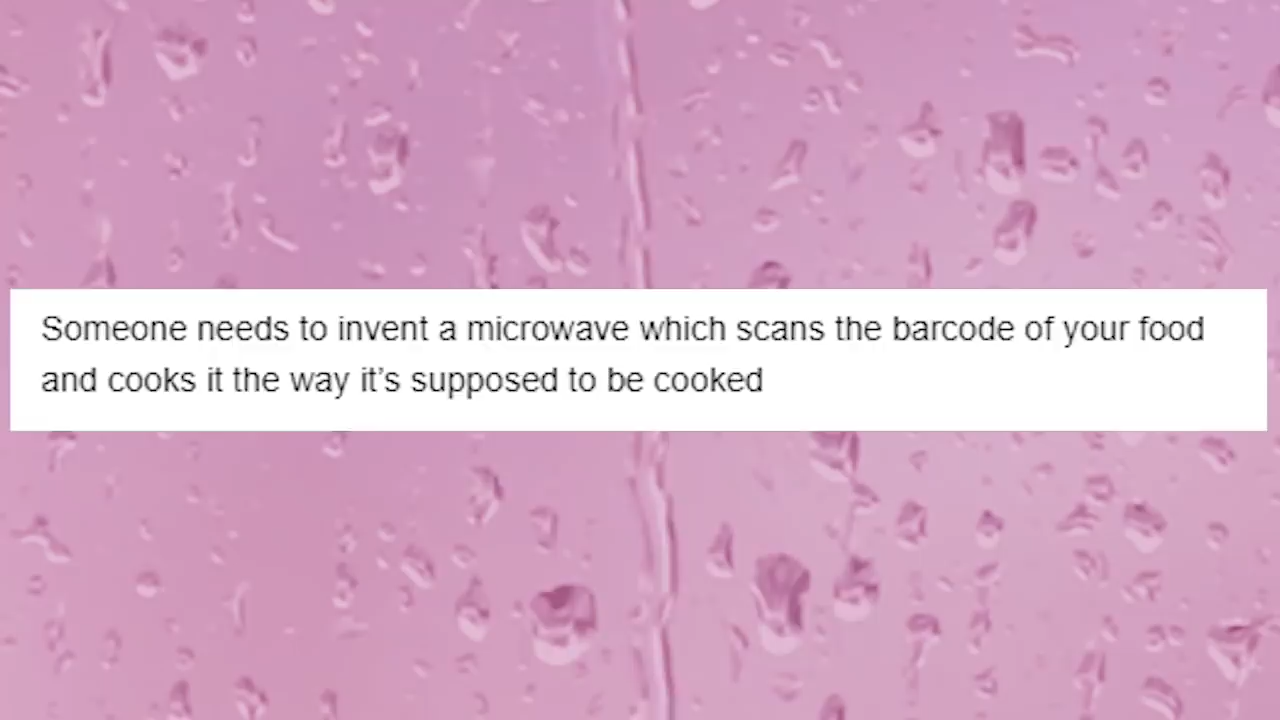 Someone needs to invent a microwave which scans the barcode of your food
and cooks it the way it’s supposed to be cooked